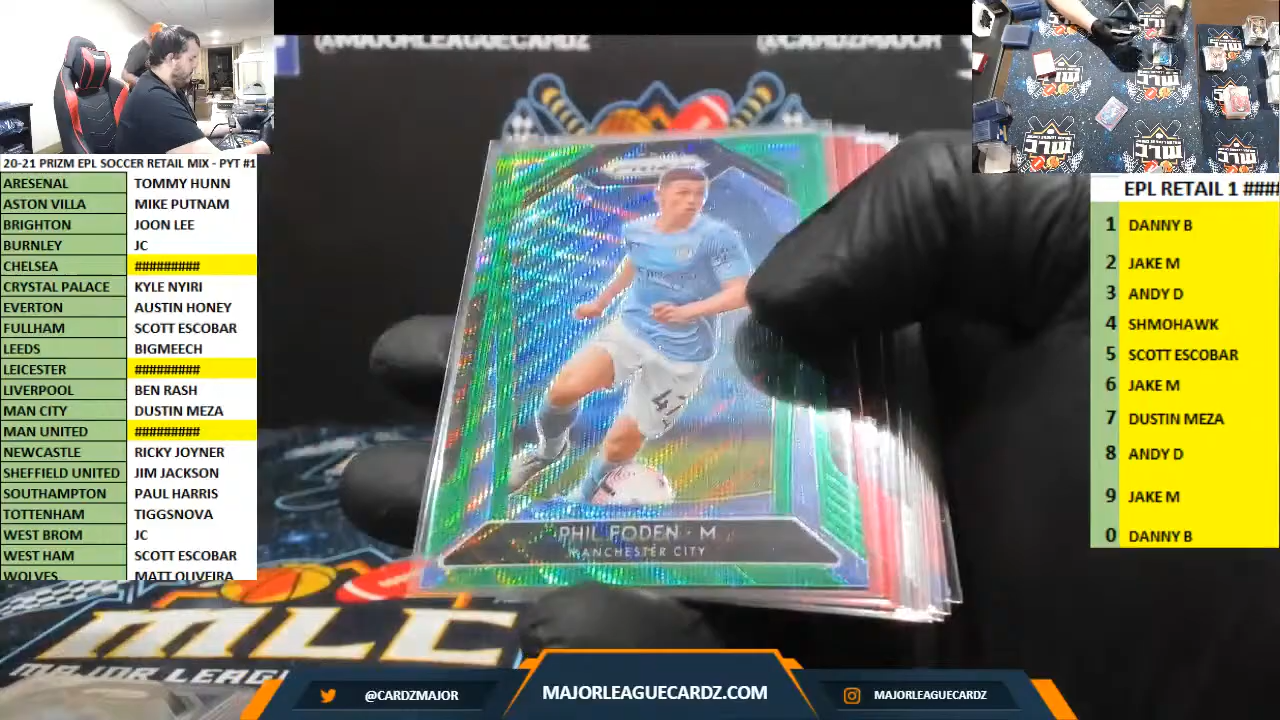 @MAJORLEAGUECARDZ
@CARDZMAJOR
20-21 PRIZM EPL SOCCER RETAIL MIX - PYT #1
ARESENAL TOMMY HUNN
ASTON VILLA MIKE PUTNAM
BRIGHTON JOON LEE
BURNLEY JC
CHELSEA #########
CRYSTAL PALACE KYLE NYIRI
EVERTON AUSTIN HONEY
FULLHAM SCOTT ESCOBAR
LEEDS BIGMEECH
LEICESTER #########
LIVERPOOL BEN RASH
MAN CITY DUSTIN MEZA
MAN UNITED #########
NEWCASTLE RICKY JOYNER
SHEFFIELD UNITED JIM JACKSON
SOUTHAMPTON PAUL HARRIS
TOTTENHAM TIGGSNOVA
WEST BROM JC
WEST HAM SCOTT ESCOBAR
WOLVES MATT OLIVEIRA
EPL RETAIL 1 ####
1 DANNY B
2 JAKE M
3 ANDY D
4 SHMOHAWK
5 SCOTT ESCOBAR
6 JAKE M
7 DUSTIN MEZA
8 ANDY D
9 JAKE M
0 DANNY B
PRIZM
47
PHIL FODEN · M
MANCHESTER CITY
MLC
MAJOR LEAG
@CARDZMAJOR
MAJORLEAGUECARDZ.COM
MAJORLEAGUECARDZ